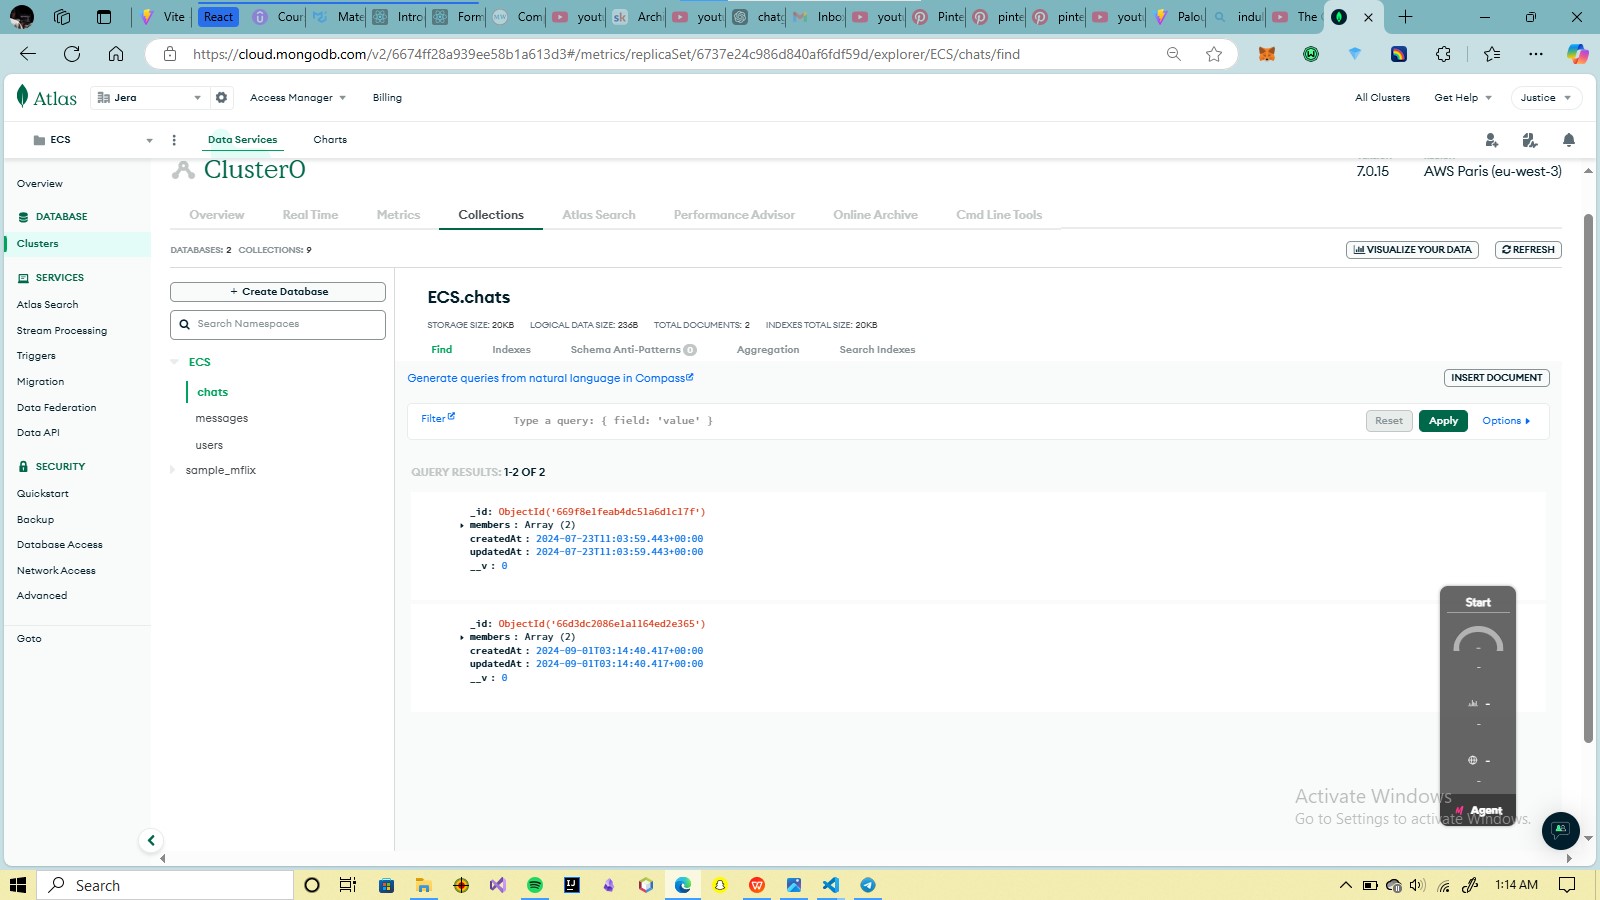 Vite
React
Cour
Mate
Intro
Form
Com
yout
Archi
yout
chatg
Inbo
yout
Pinte
pinte
pinte
yout
Palou
indul
The
https://cloud.mongodb.com/v2/6674ff28a939ee58b1a613d3#/metrics/replicaSet/6737e24c986d840af6fdf59d/explorer/ECS/chats/find
Atlas
Jera
Access Manager
Billing
All Clusters
Get Help
Justice
ECS
Data Services
Charts
Cluster0
7.0.15
AWS Paris (eu-west-3)
Overview
DATABASE
Clusters
SERVICES
Atlas Search
Stream Processing
Triggers
Migration
Data Federation
Data API
SECURITY
Quickstart
Backup
Database Access
Network Access
Advanced
Goto
Overview
Real Time
Metrics
Collections
Atlas Search
Performance Advisor
Online Archive
Cmd Line Tools
DATABASES: 2 COLLECTIONS: 9
VISUALIZE YOUR DATA
REFRESH
+ Create Database
Search Namespaces
ECS
chats
messages
users
sample_mflix
ECS.chats
STORAGE SIZE: 20KB LOGICAL DATA SIZE: 236B TOTAL DOCUMENTS: 2 INDEXES TOTAL SIZE: 20KB
Find
Indexes
Schema Anti-Patterns 0
Aggregation
Search Indexes
Generate queries from natural language in Compass
INSERT DOCUMENT
Filter
Type a query: { field: 'value' }
Reset
Apply
Options
QUERY RESULTS: 1-2 OF 2
_id: ObjectId('669f8e1feab4dc51a6d1c17f')
members : Array (2)
createdAt : 2024-07-23T11:03:59.443+00:00
updatedAt : 2024-07-23T11:03:59.443+00:00
__v : 0
_id: ObjectId('66d3dc2086e1a1164ed2e365')
members : Array (2)
createdAt : 2024-09-01T03:14:40.417+00:00
updatedAt : 2024-09-01T03:14:40.417+00:00
__v : 0
Start
Agent
Activate Windows
Go to Settings to activate Windows.
Search
1:14 AM